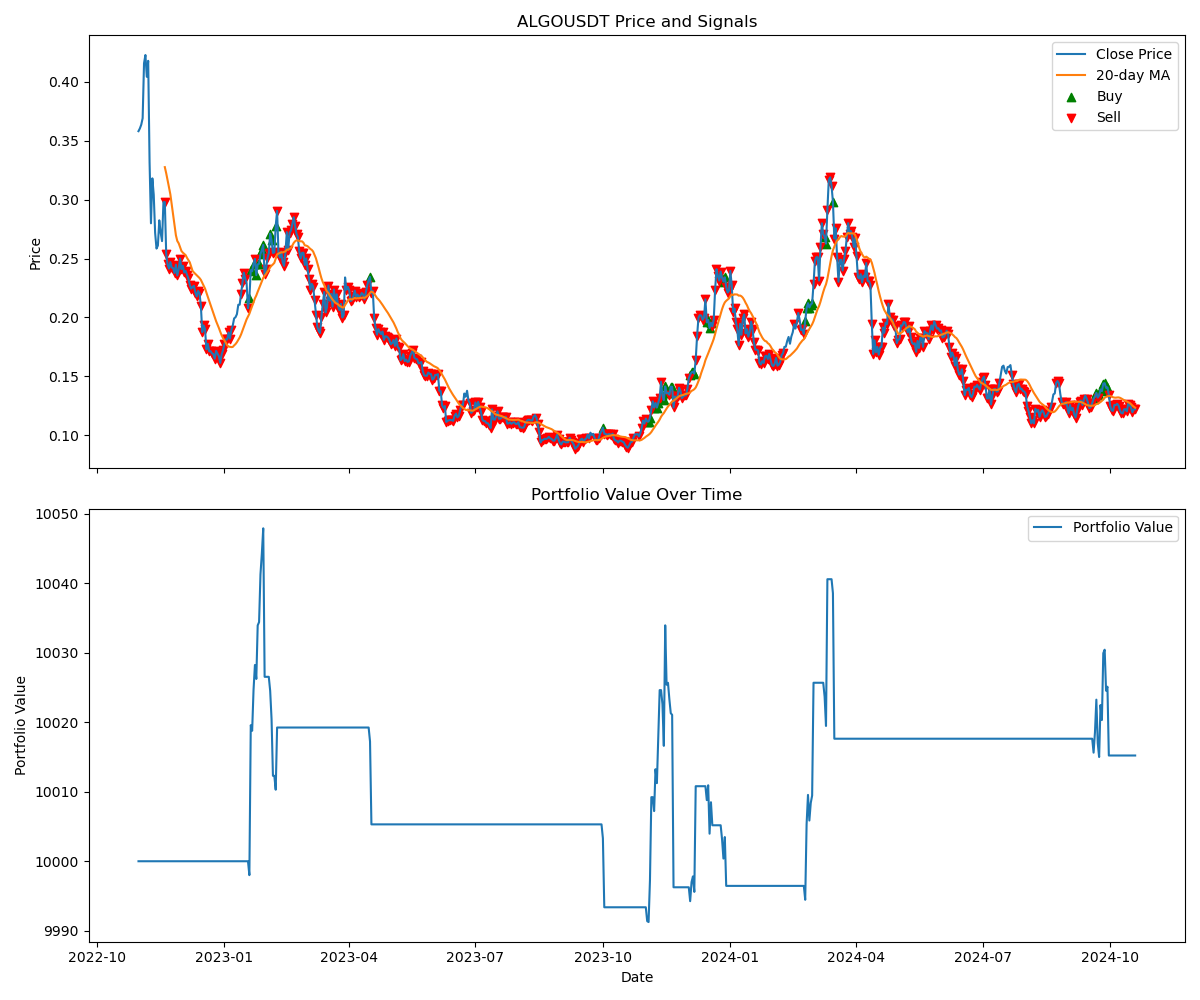 ALGOUSDT Price and Signals
Close Price
20-day MA
Buy
Sell
Price
0.40
0.35
0.30
0.25
0.20
0.15
0.10
Portfolio Value Over Time
Portfolio Value
Portfolio Value
10050
10040
10030
10020
10010
10000
9990
2022-10
2023-01
2023-04
2023-07
2023-10
2024-01
2024-04
2024-07
2024-10
Date